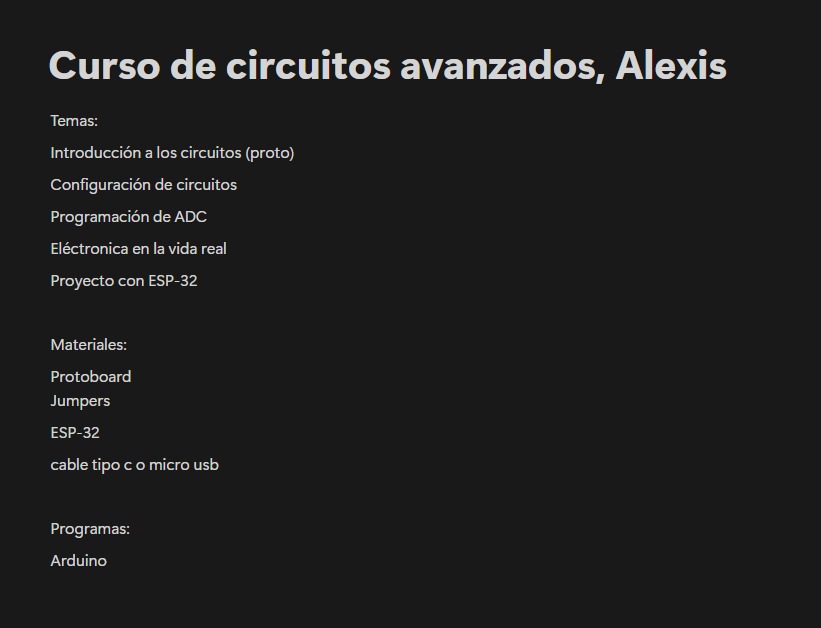 Curso de circuitos avanzados, Alexis
Temas:
Introducción a los circuitos (proto)
Configuración de circuitos
Programación de ADC
Eléctronica en la vida real
Proyecto con ESP-32
Materiales:
Protoboard
Jumpers
ESP-32
cable tipo c o micro usb
Programas:
Arduino